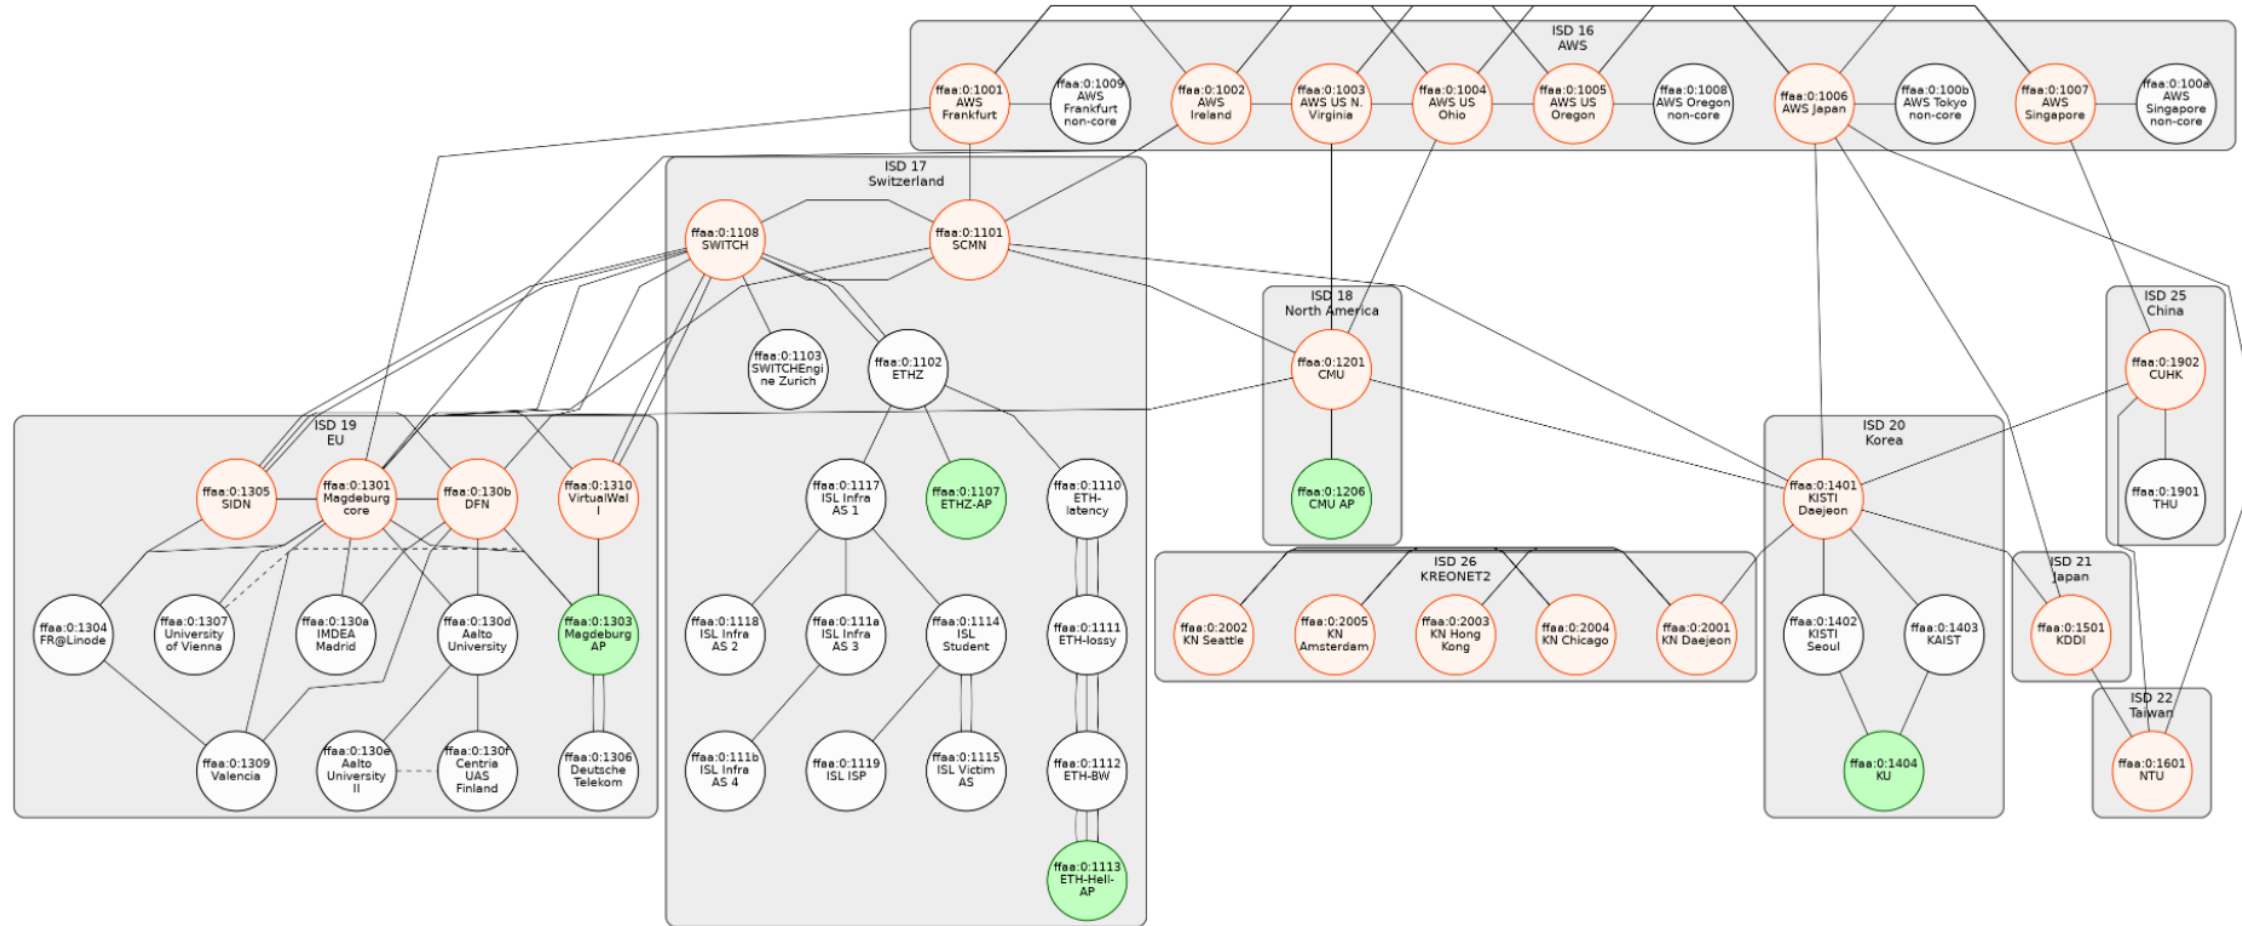 ISD 16
AWS
ffaa:0:1001
AWS
Frankfurt
ffaa:0:1009
AWS
Frankfurt
non-core
ffaa:0:1002
AWS
Ireland
ffaa:0:1003
AWS US N.
Virginia
ffaa:0:1004
AWS US
Ohio
ffaa:0:1005
AWS US
Oregon
ffaa:0:1008
AWS Oregon
non-core
ffaa:0:1006
AWS Japan
ffaa:0:100b
AWS Tokyo
non-core
ffaa:0:1007
AWS
Singapore
ffaa:0:100a
AWS
Singapore
non-core
ISD 17
Switzerland
ffaa:0:1108
SWITCH
ffaa:0:1101
SCMN
ffaa:0:1103
SWITCHEngi
ne Zurich
ffaa:0:1102
ETHZ
ffaa:0:1117
ISL Infra
AS 1
ffaa:0:1107
ETHZ-AP
ffaa:0:1110
ETH-
latency
ffaa:0:1118
ISL Infra
AS 2
ffaa:0:111a
ISL Infra
AS 3
ffaa:0:1114
ISL
Student
ffaa:0:1111
ETH-lossy
ffaa:0:111b
ISL Infra
AS 4
ffaa:0:1119
ISL ISP
ffaa:0:1115
ISL Victim
AS
ffaa:0:1112
ETH-BW
ffaa:0:1113
ETH-Hell-
AP
ISD 18
North America
ffaa:0:1201
CMU
ffaa:0:1206
CMU AP
ISD 25
China
ffaa:0:1902
CUHK
ffaa:0:1901
THU
ISD 19
EU
ffaa:0:1305
SIDN
ffaa:0:1301
Magdeburg
core
ffaa:0:130b
DFN
ffaa:0:1310
VirtualWal
l
ffaa:0:1304
FR@Linode
ffaa:0:1307
University
of Vienna
ffaa:0:130a
IMDEA
Madrid
ffaa:0:130d
Aalto
University
ffaa:0:1303
Magdeburg
AP
ffaa:0:1309
Valencia
ffaa:0:130e
Aalto
University
II
ffaa:0:130f
Centria
UAS
Finland
ffaa:0:1306
Deutsche
Telekom
ISD 20
Korea
ffaa:0:1401
KISTI
Daejeon
ffaa:0:1402
KISTI
Seoul
ffaa:0:1403
KAIST
ffaa:0:1404
KU
ISD 26
KREONET2
ffaa:0:2002
KN Seattle
ffaa:0:2005
KN
Amsterdam
ffaa:0:2003
KN Hong
Kong
ffaa:0:2004
KN Chicago
ffaa:0:2001
KN Daejeon
ISD 21
Japan
ffaa:0:1501
KDDI
ISD 22
Taiwan
ffaa:0:1601
NTU